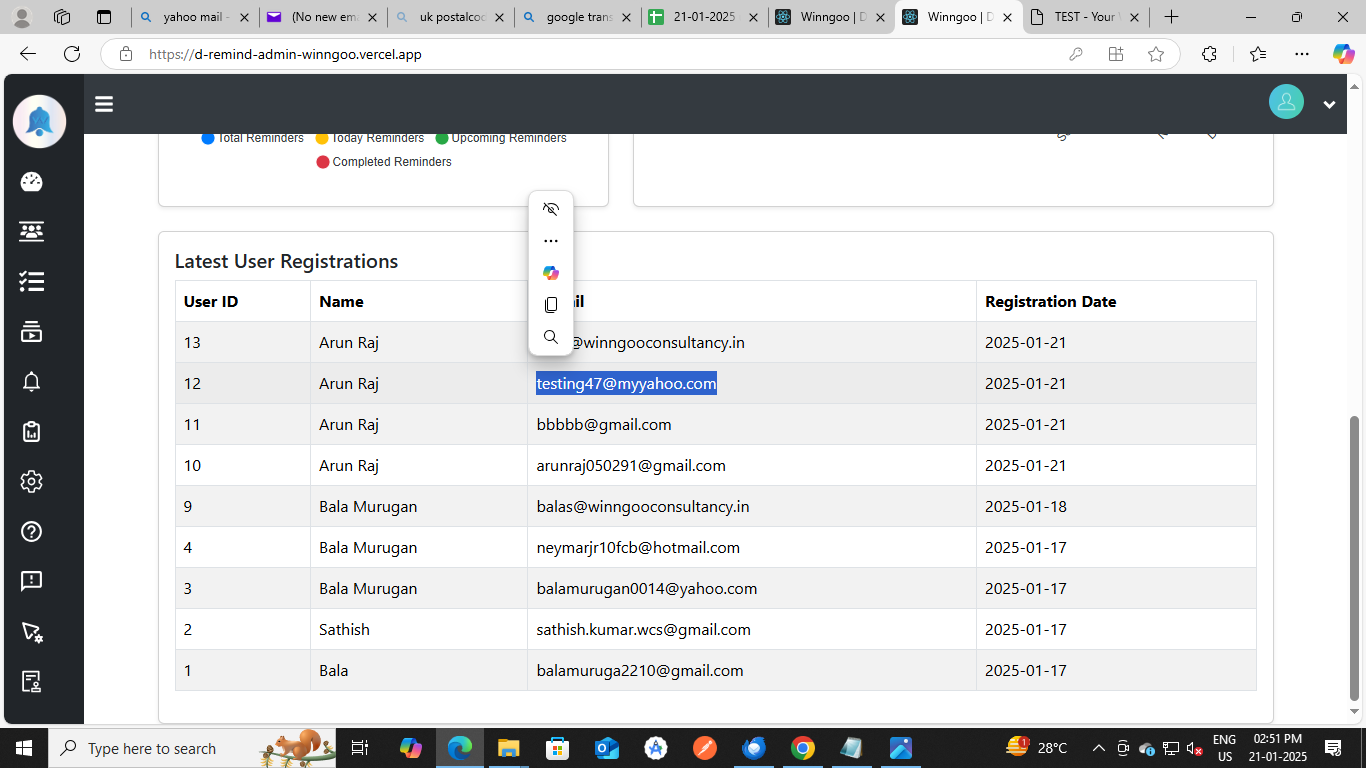 yahoo mail -
(No new ema
uk postalcod
google trans
21-01-2025
Winngoo | D
Winngoo | D
TEST - Your
https://d-remind-admin-winngoo.vercel.app
Total Reminders Today Reminders Upcoming Reminders
Completed Reminders
Latest User Registrations
User ID Name Registration Date
13 Arun Raj @winngooconsultancy.in 2025-01-21
12 Arun Raj testing47@myyahoo.com 2025-01-21
11 Arun Raj bbbbb@gmail.com 2025-01-21
10 Arun Raj arunraj050291@gmail.com 2025-01-21
9 Bala Murugan balas@winngooconsultancy.in 2025-01-18
4 Bala Murugan neymarjr10fcb@hotmail.com 2025-01-17
3 Bala Murugan balamurugan0014@yahoo.com 2025-01-17
2 Sathish sathish.kumar.wcs@gmail.com 2025-01-17
1 Bala balamuruga2210@gmail.com 2025-01-17
Type here to search
1
28°C
ENG
US
02:51 PM
21-01-2025